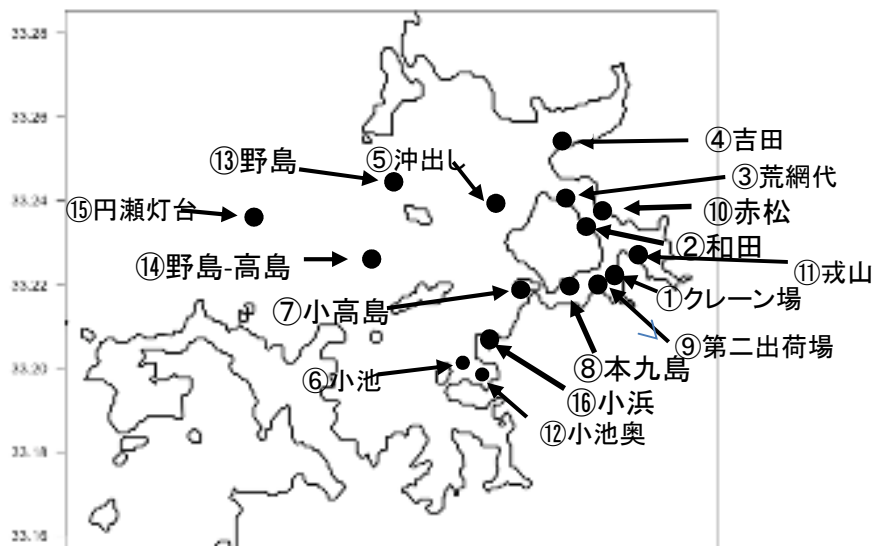 33.28
33.26
④吉田
⑬野島
⑤沖出し
③荒網代
33.24
⑮円瀬灯台
⑩赤松
②和田
⑭野島-高島
⑪戎山
33.22
①クレーン場
⑦小高島
⑨第二出荷場
33.20
⑧本九島
⑥小池
⑯小浜
⑫小池奥
33.18
33.16